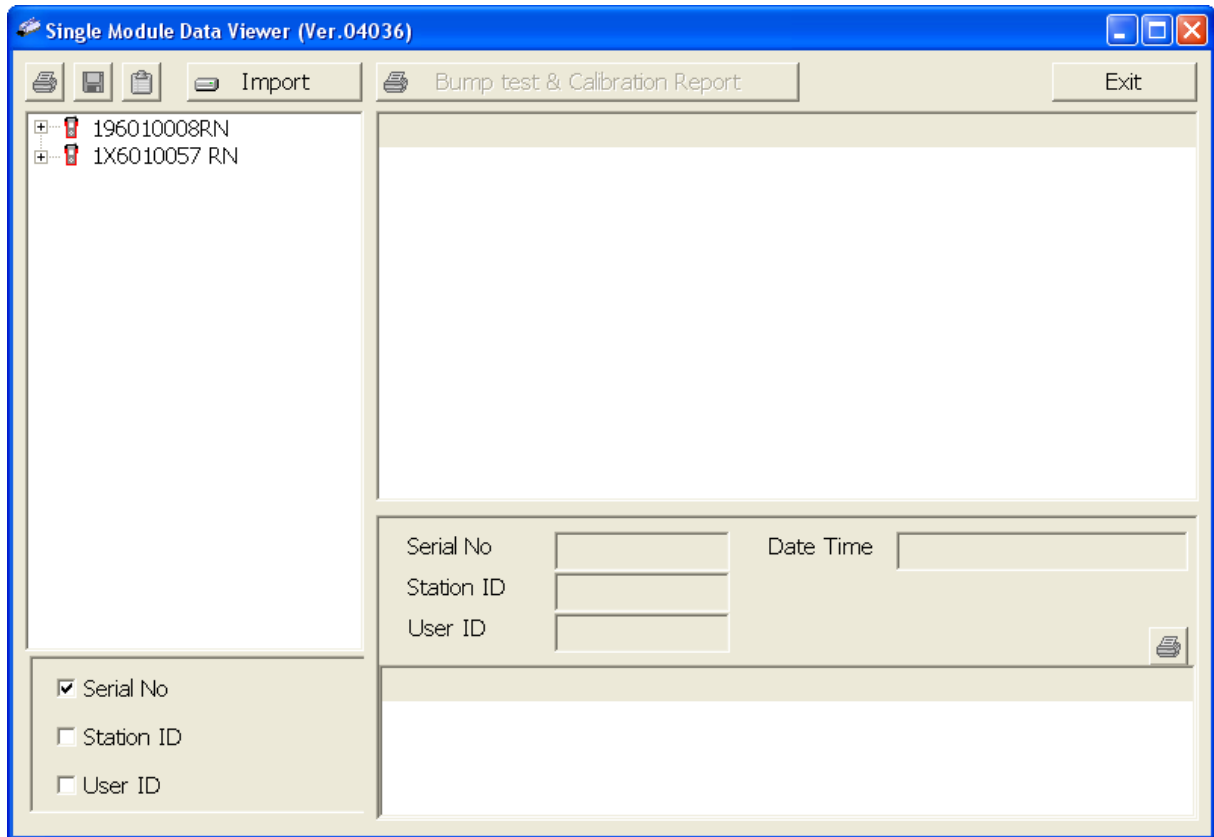 Single Module Data Viewer (Ver.04036)
Import
Bump test & Calibration Report
Exit
196010008RN
1X6010057 RN
Serial No
Date Time
Station ID
User ID
Serial No
Station ID
User ID